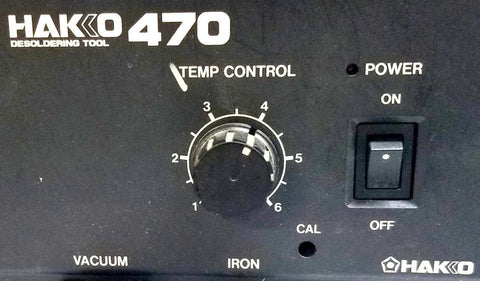 HAKKO 470
DESOLDERING TOOL
TEMP CONTROL
POWER
ON
3 4
2 5
1 6
OFF
CAL
VACUUM
IRON
HAKKO